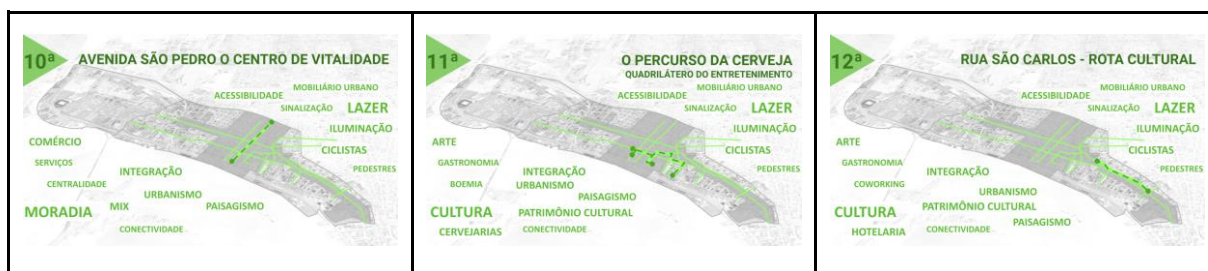 10ª AVENIDA SÃO PEDRO O CENTRO DE VITALIDADE
MOBILIÁRIO URBANO
ACESSIBILIDADE
SINALIZAÇÃO LAZER
ILUMINAÇÃO
COMÉRCIO
CICLISTAS
SERVIÇOS
INTEGRAÇÃO
PEDESTRES
CENTRALIDADE
URBANISMO
MORADIA MIX PAISAGISMO
CONECTIVIDADE
11ª O PERCURSO DA CERVEJA
QUADRILÁTERO DO ENTRETENIMENTO
MOBILIÁRIO URBANO
ACESSIBILIDADE
SINALIZAÇÃO LAZER
ILUMINAÇÃO
ARTE
CICLISTAS
GASTRONOMIA
INTEGRAÇÃO
PEDESTRES
BOEMIA
URBANISMO
PAISAGISMO
CULTURA PATRIMÔNIO CULTURAL
CERVEJARIAS CONECTIVIDADE
12ª RUA SÃO CARLOS - ROTA CULTURAL
MOBILIÁRIO URBANO
ACESSIBILIDADE
SINALIZAÇÃO LAZER
ILUMINAÇÃO
ARTE
CICLISTAS
GASTRONOMIA
INTEGRAÇÃO
PEDESTRES
COWORKING
URBANISMO
CULTURA PATRIMÔNIO CULTURAL
PAISAGISMO
HOTELARIA CONECTIVIDADE